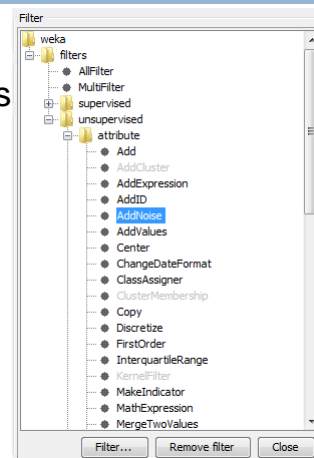 Filter
weka
filters
AllFilter
s
MultiFilter
supervised
unsupervised
attribute
Add
AddCluster
AddExpression
AddID
AddNoise
AddValues
Center
ChangeDateFormat
ClassAssigner
ClusterMembership
Copy
Discretize
FirstOrder
InterquartileRange
KernelFilter
MakeIndicator
MathExpression
MergeTwoValues
Filter... Remove filter Close